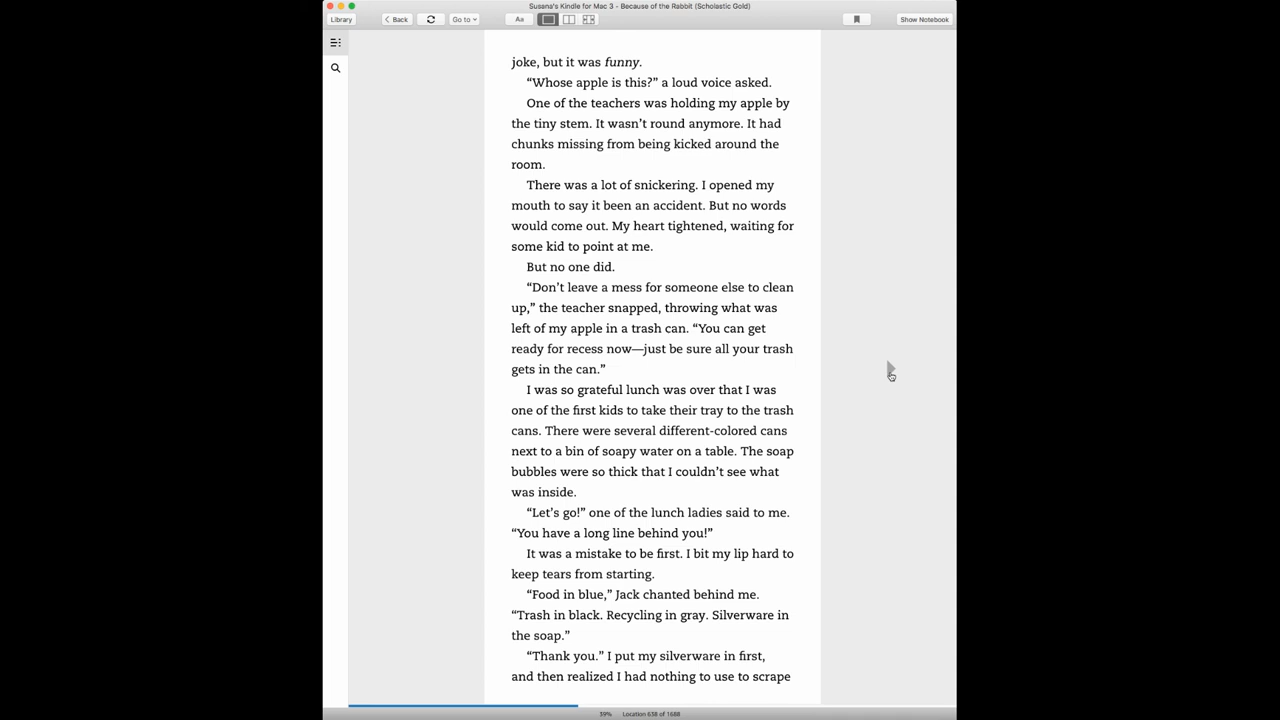 Susana's Kindle for Mac 3 - Because of the Rabbit (Scholastic Gold)
Library
Back
Go to
Aa
Show Notebook
joke, but it was funny.
“Whose apple is this?” a loud voice asked.
One of the teachers was holding my apple by
the tiny stem. It wasn’t round anymore. It had
chunks missing from being kicked around the
room.
There was a lot of snickering. I opened my
mouth to say it been an accident. But no words
would come out. My heart tightened, waiting for
some kid to point at me.
But no one did.
“Don’t leave a mess for someone else to clean
up,” the teacher snapped, throwing what was
left of my apple in a trash can. “You can get
ready for recess now—just be sure all your trash
gets in the can.”
I was so grateful lunch was over that I was
one of the first kids to take their tray to the trash
cans. There were several different-colored cans
next to a bin of soapy water on a table. The soap
bubbles were so thick that I couldn’t see what
was inside.
“Let’s go!” one of the lunch ladies said to me.
“You have a long line behind you!”
It was a mistake to be first. I bit my lip hard to
keep tears from starting.
“Food in blue,” Jack chanted behind me.
“Trash in black. Recycling in gray. Silverware in
the soap.”
“Thank you.” I put my silverware in first,
and then realized I had nothing to use to scrape
39% Location 638 of 1688